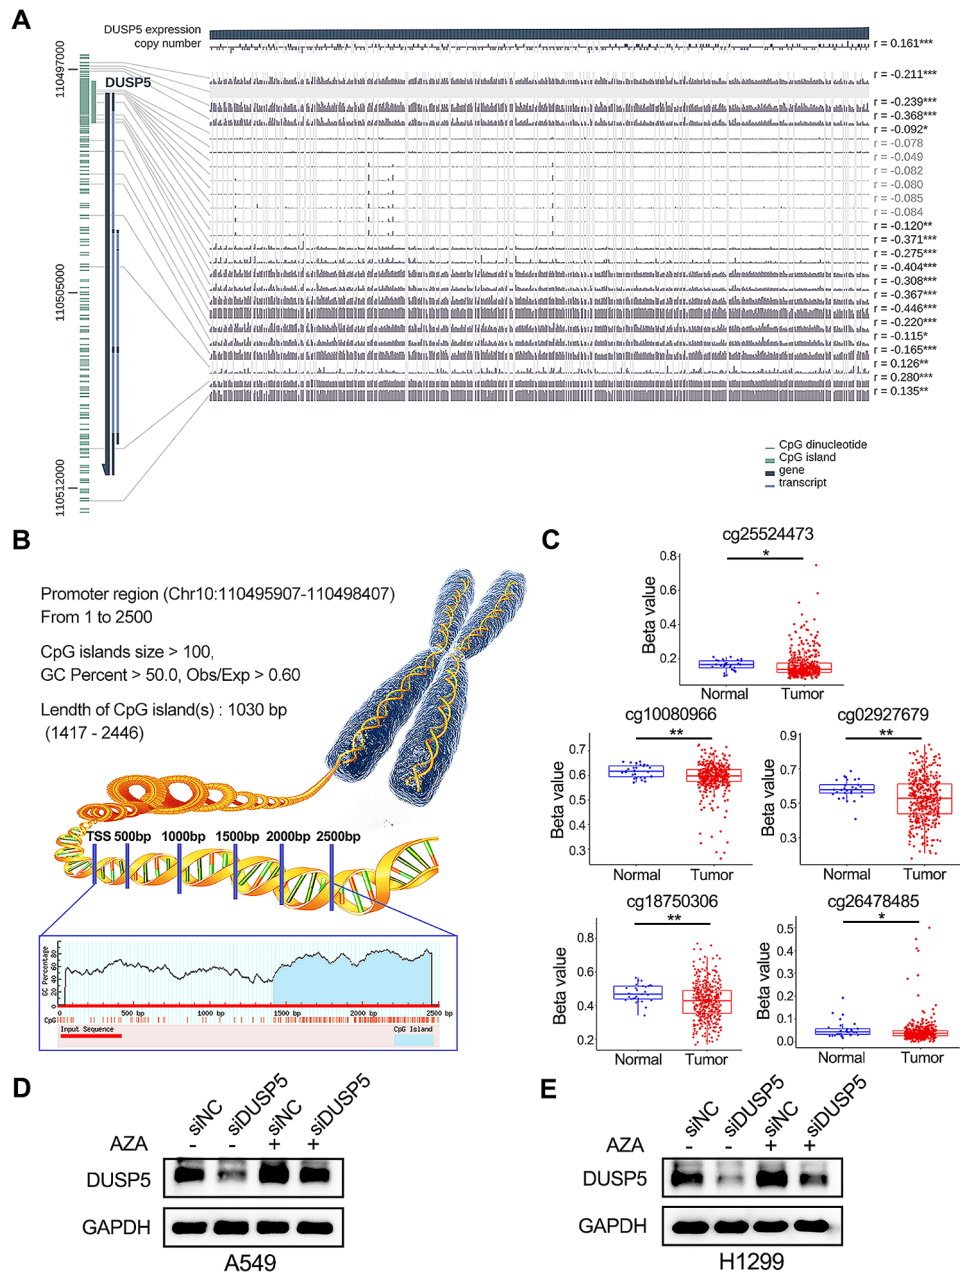 A
DUSP5 expression
copy number
r = 0.161***
110497000
DUSP5
r = -0.211***
r = -0.239***
r = -0.368***
r = -0.092*
r = -0.078
r = -0.049
r = -0.082
r = -0.080
r = -0.085
r = -0.084
r = -0.120**
r = -0.371***
r = -0.275***
r = -0.404***
r = -0.308***
r = -0.367***
r = -0.446***
r = -0.220***
r = -0.115*
r = -0.165***
r = 0.126**
r = 0.280***
r = 0.135**
110505000
110512000
CpG dinucleotide
CpG island
gene
transcript
B
Promoter region (Chr10:110495907-110498407)
From 1 to 2500
CpG islands size > 100,
GC Percent > 50.0, Obs/Exp > 0.60
Lendth of CpG island(s) : 1030 bp
(1417 - 2446)
TSS 500bp 1000bp 1500bp 2000bp 2500bp
GC Percentage
80
60
40
20
0
0 500 bp 1000 bp 1500 bp 2000 bp 2500 bp
CpG
Input Sequence
CpG Island
C
cg25524473
*
Beta value
0.8
0.6
0.4
0.2
Normal Tumor
cg10080966
**
Beta value
0.7
0.6
0.5
0.4
0.3
Normal Tumor
cg02927679
**
Beta value
0.9
0.7
0.5
0.3
Normal Tumor
cg18750306
**
Beta value
0.8
0.6
0.4
0.2
Normal Tumor
cg26478485
*
Beta value
0.5
0.4
0.3
0.2
0.1
0.0
Normal Tumor
D
siNC siDUSP5 siNC siDUSP5
AZA - - + +
DUSP5
GAPDH
A549
E
siNC siDUSP5 siNC siDUSP5
AZA - - + +
DUSP5
GAPDH
H1299